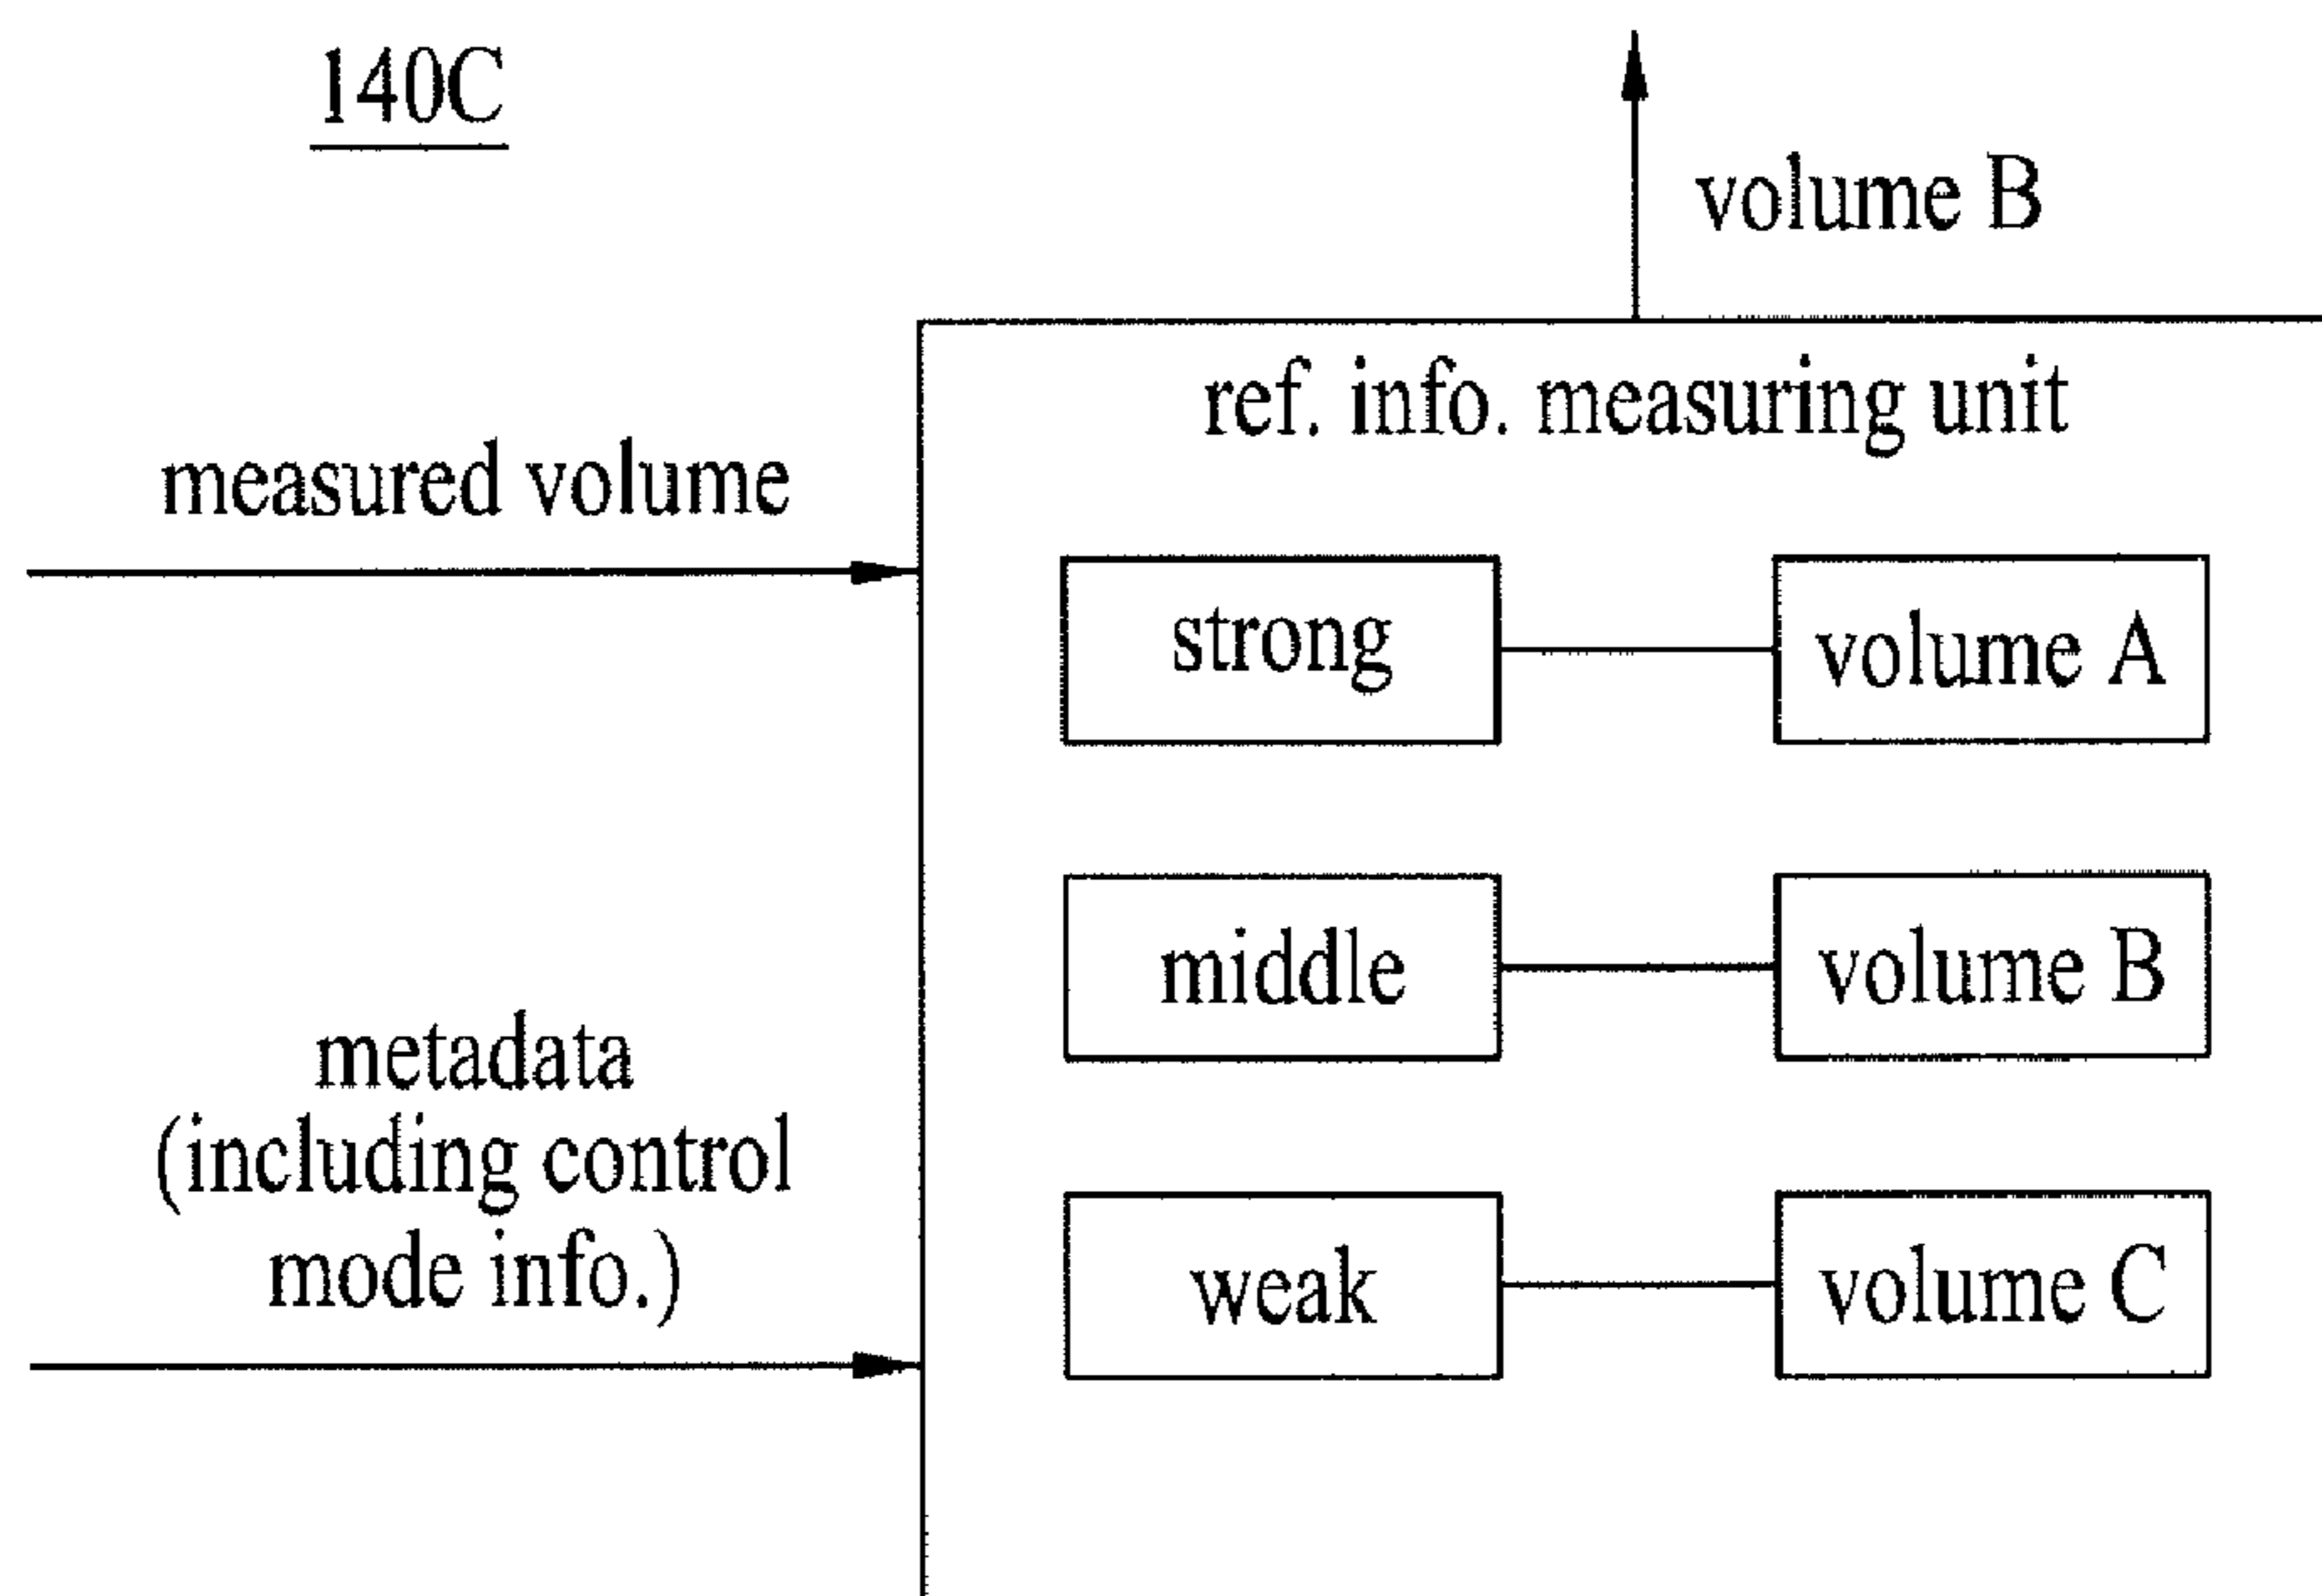 140C
volume B
ref. info. measuring unit
measured volume
strong
volume A
middle
volume B
metadata
(including control
mode info.)
weak
volume C